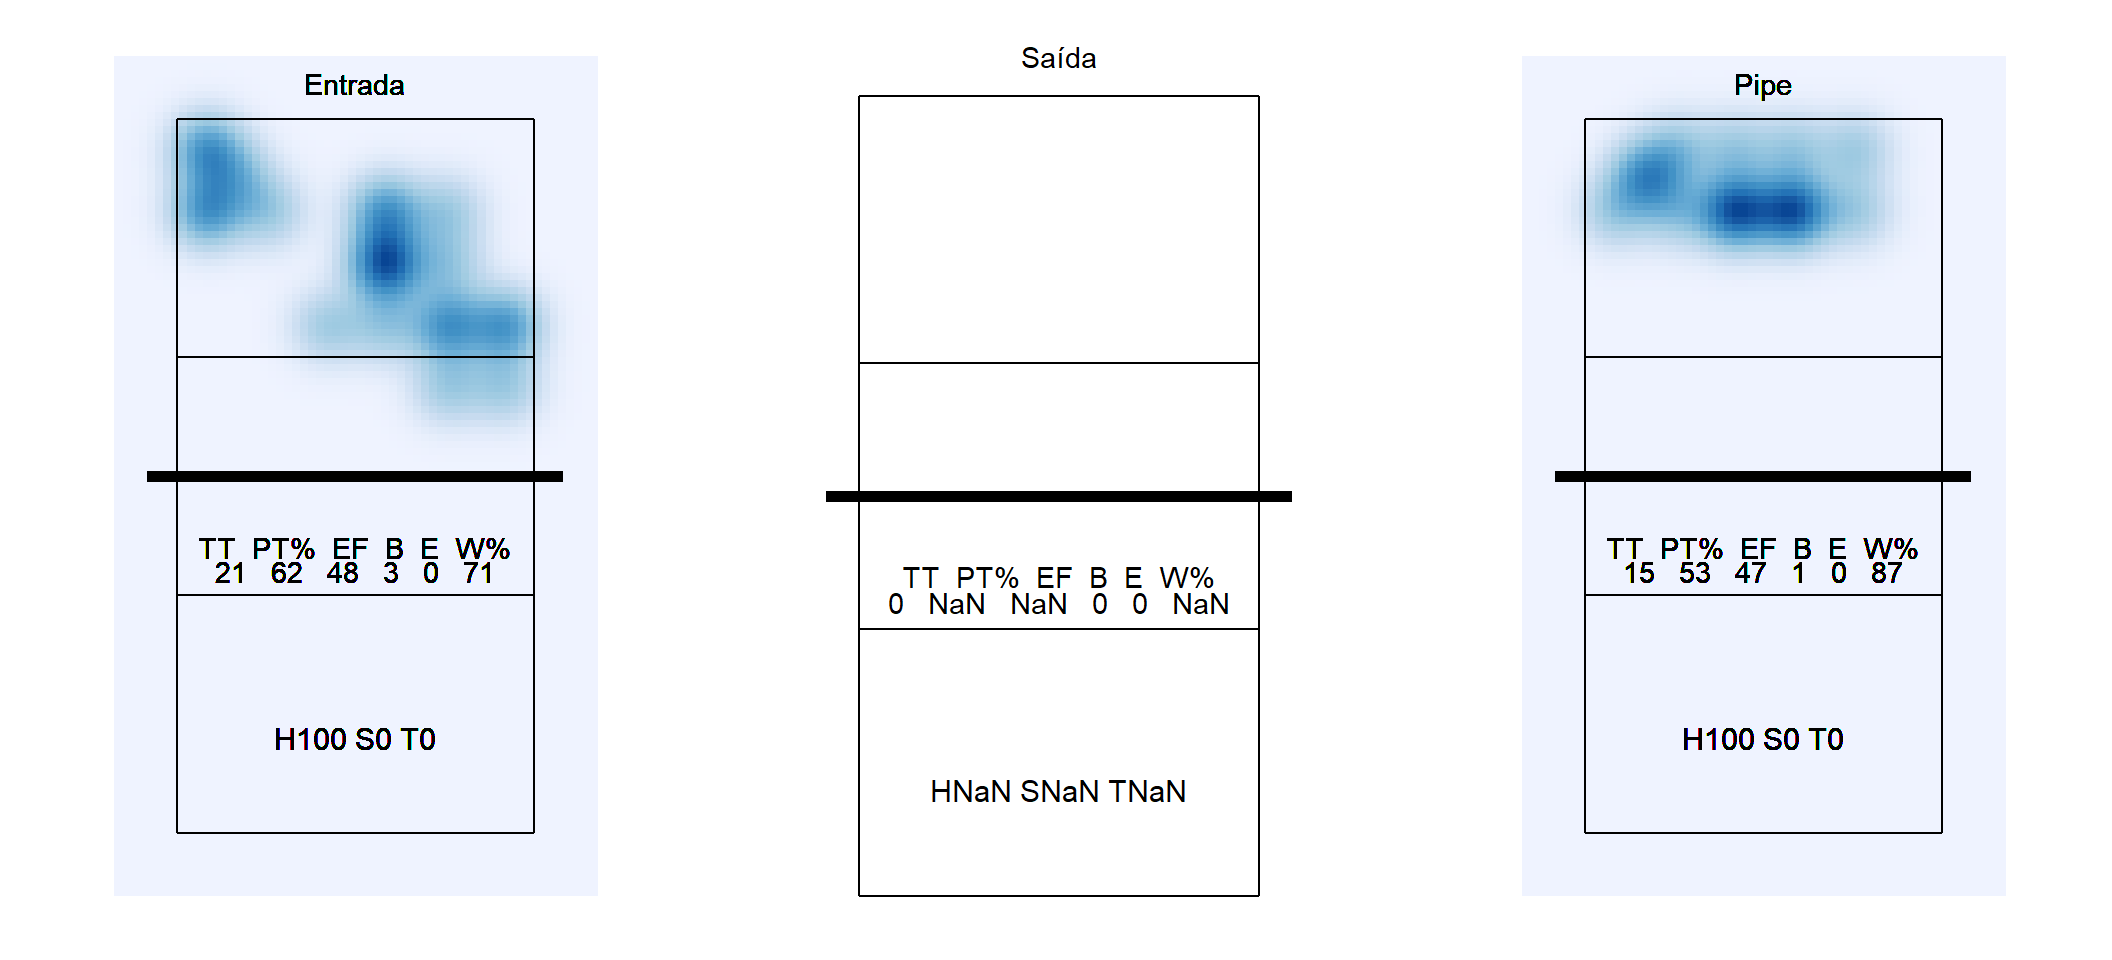 Entrada
TT PT% EF B E W%
21 62 48 3 0 71
H100 S0 T0
Saída
TT PT% EF B E W%
0 NaN NaN 0 0 NaN
HNaN SNaN TNaN
Pipe
TT PT% EF B E W%
15 53 47 1 0 87
H100 S0 T0